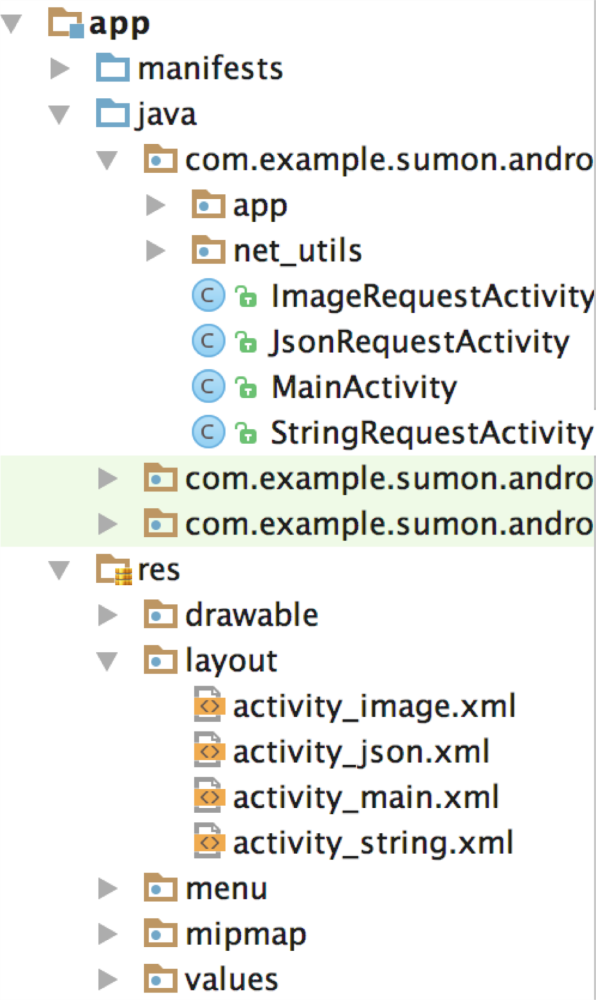 app
manifests
java
com.example.sumon.andro
app
net_utils
C ImageRequestActivity
C JsonRequestActivity
C MainActivity
C StringRequestActivity
com.example.sumon.andro
com.example.sumon.andro
res
drawable
layout
<> activity_image.xml
<> activity_json.xml
<> activity_main.xml
<> activity_string.xml
menu
mipmap
values